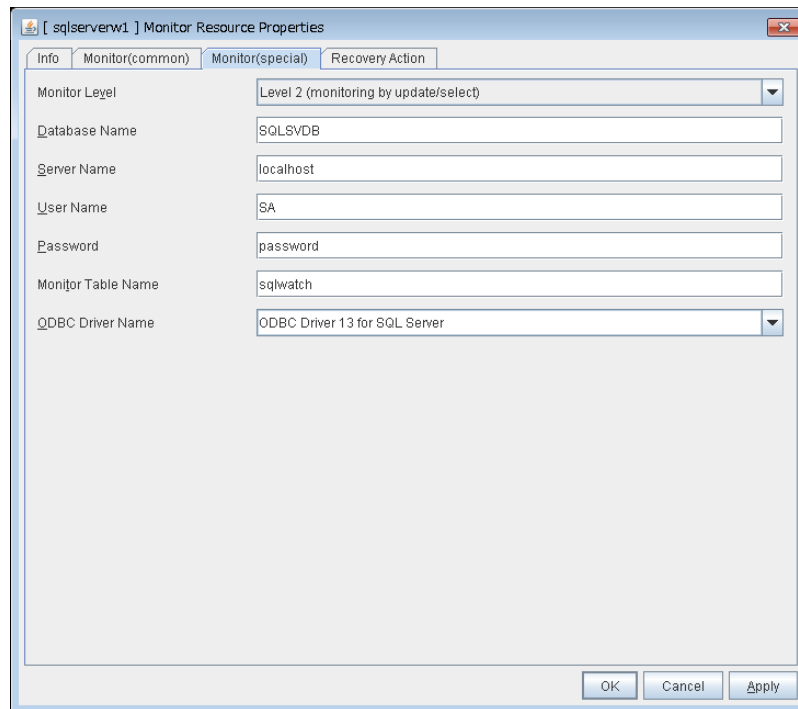 [ sqlserverw1 ] Monitor Resource Properties
Info Monitor(common) Monitor(special) Recovery Action
Monitor Level Level 2 (monitoring by update/select)
Database Name SQLSVDB
Server Name localhost
User Name SA
Password password
Monitor Table Name sqlwatch
ODBC Driver Name ODBC Driver 13 for SQL Server
OK Cancel Apply